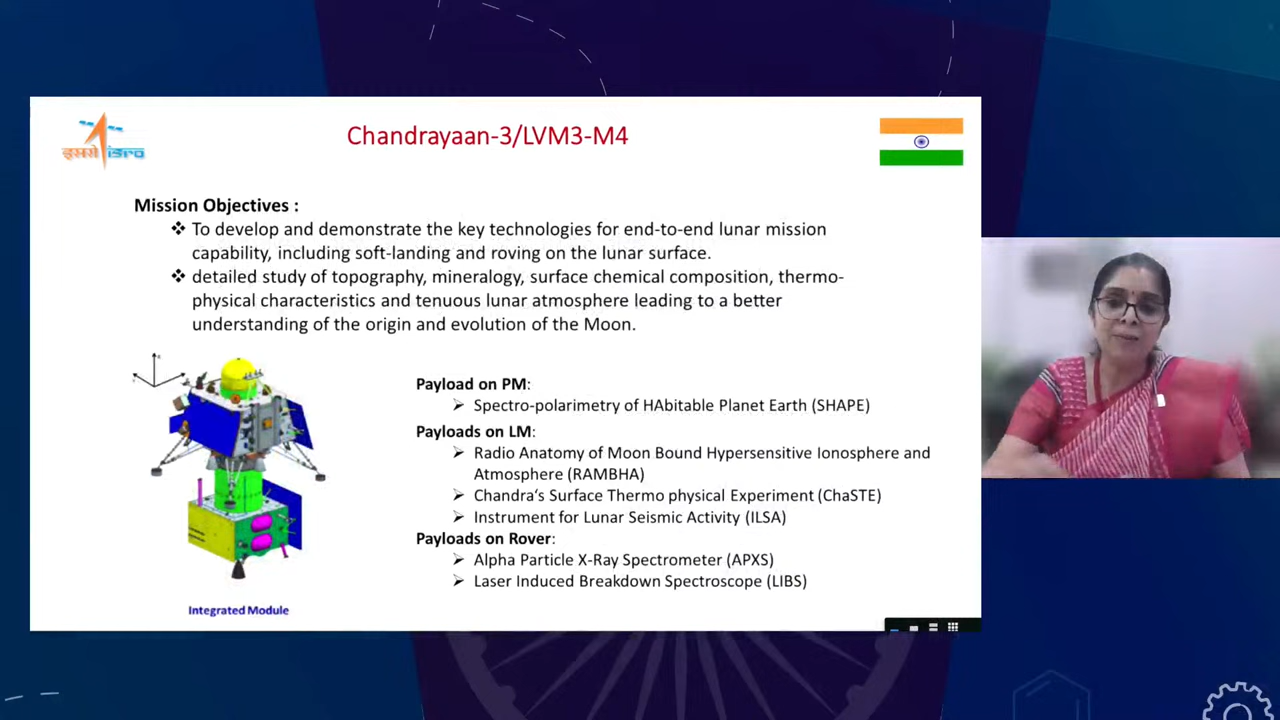 इसरो isro
Chandrayaan-3/LVM3-M4
Mission Objectives :
❖ To develop and demonstrate the key technologies for end-to-end lunar mission
capability, including soft-landing and roving on the lunar surface.
❖ detailed study of topography, mineralogy, surface chemical composition, thermo-
physical characteristics and tenuous lunar atmosphere leading to a better
understanding of the origin and evolution of the Moon.
Payload on PM:
➢ Spectro-polarimetry of HAbitable Planet Earth (SHAPE)
Payloads on LM:
➢ Radio Anatomy of Moon Bound Hypersensitive Ionosphere and
Atmosphere (RAMBHA)
➢ Chandra's Surface Thermo physical Experiment (ChaSTE)
➢ Instrument for Lunar Seismic Activity (ILSA)
Payloads on Rover:
➢ Alpha Particle X-Ray Spectrometer (APXS)
➢ Laser Induced Breakdown Spectroscope (LIBS)
Integrated Module